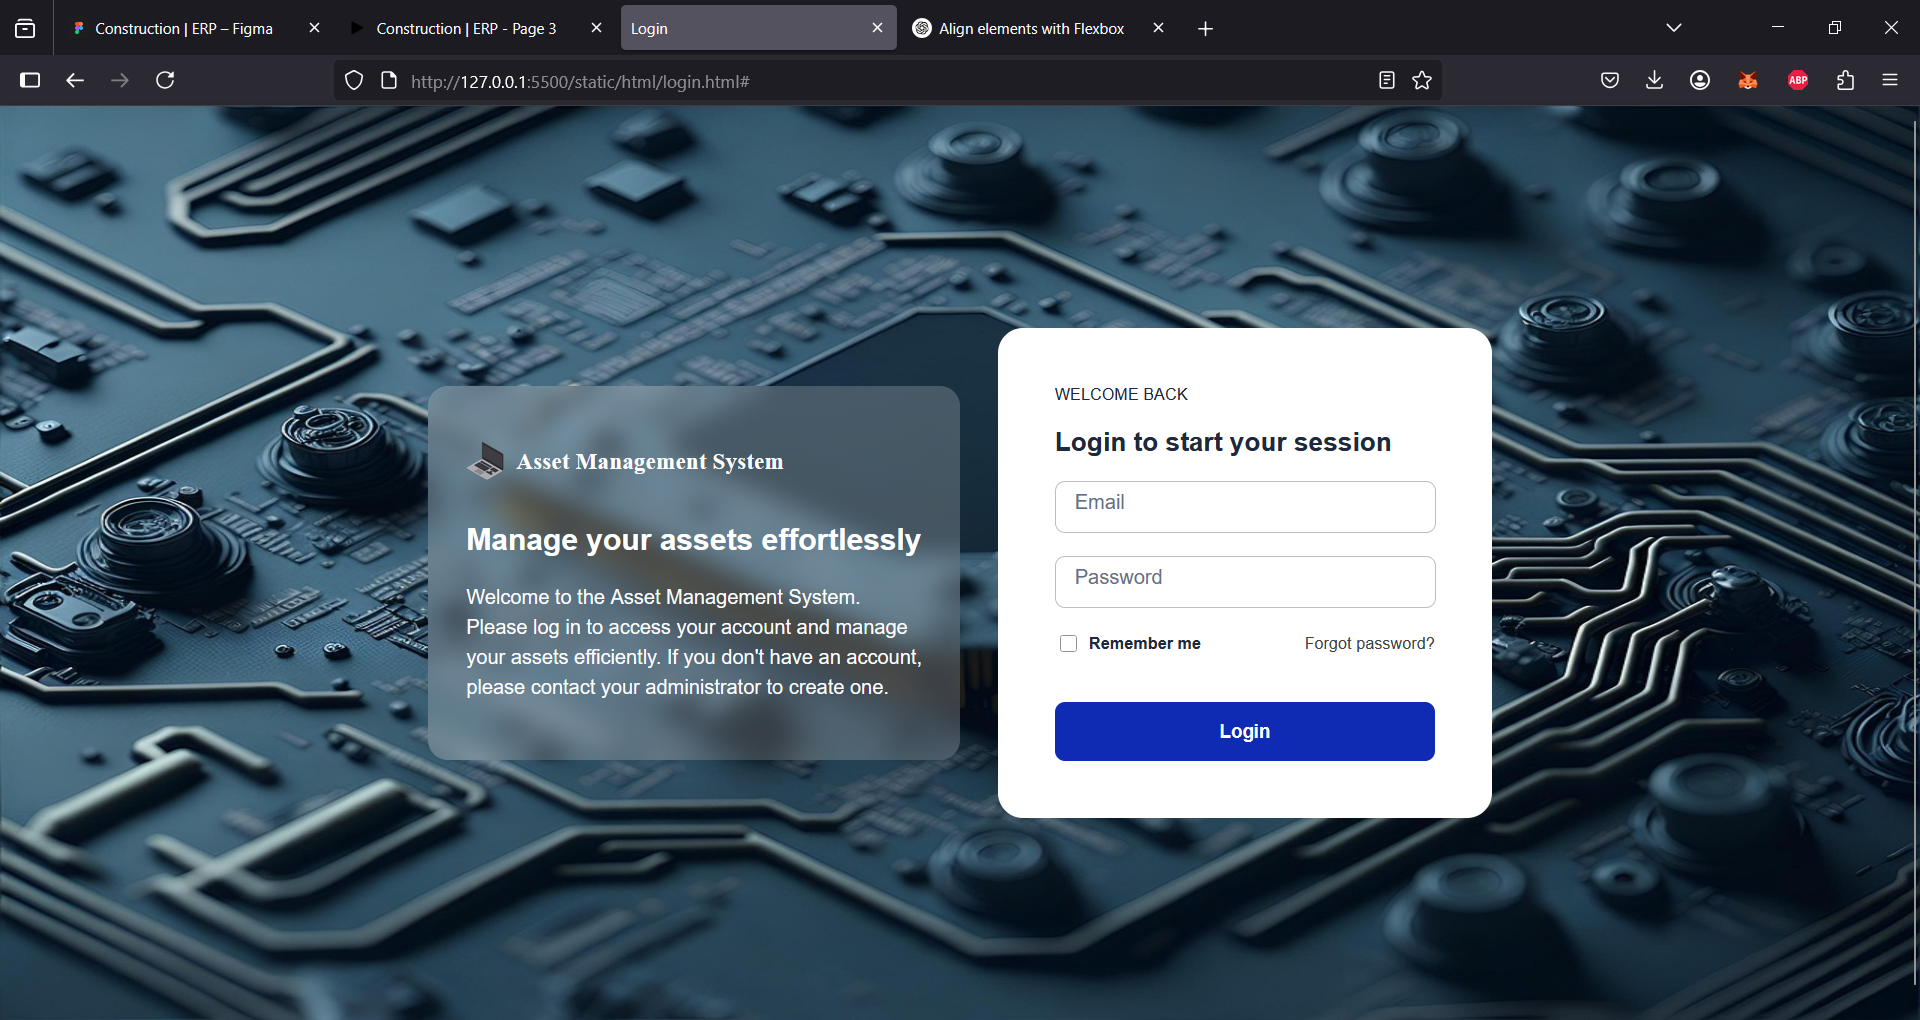 Construction | ERP – Figma
Construction | ERP - Page 3
Login
Align elements with Flexbox
http://127.0.0.1:5500/static/html/login.html#
ABP
Asset Management System
Manage your assets effortlessly
Welcome to the Asset Management System.
Please log in to access your account and manage
your assets efficiently. If you don't have an account,
please contact your administrator to create one.
WELCOME BACK
Login to start your session
Email
Password
Remember me
Forgot password?
Login